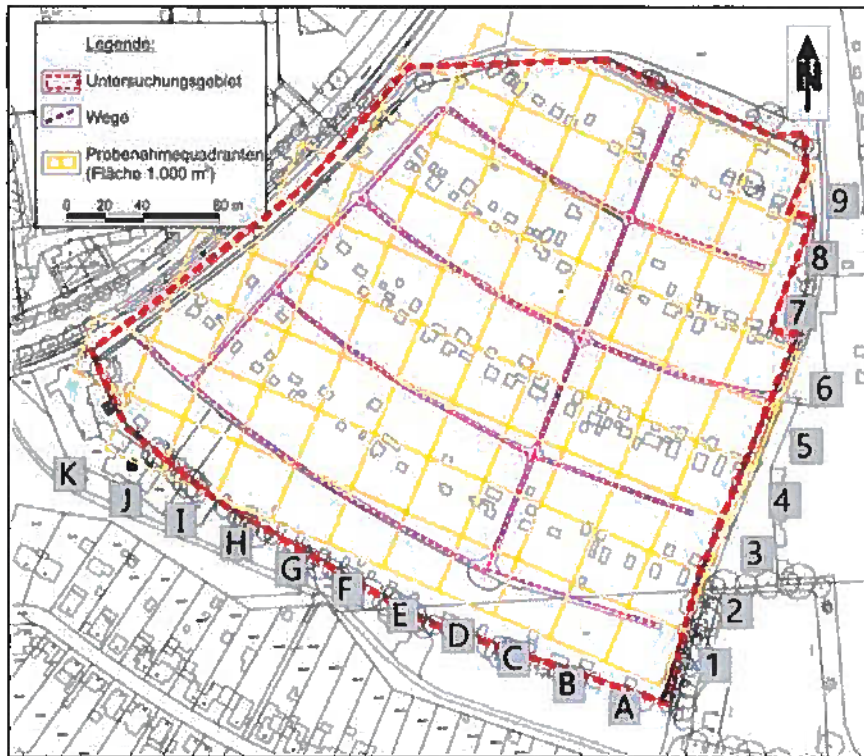 Legende:
Untersuchungsgebiet
Wege
Probenahmequadranten
(Fläche 1.000 m²)
0 20 40 80 m
N
9
8
7
6
5
4
3
2
1
K
J
I
H
G
F
E
D
C
B
A